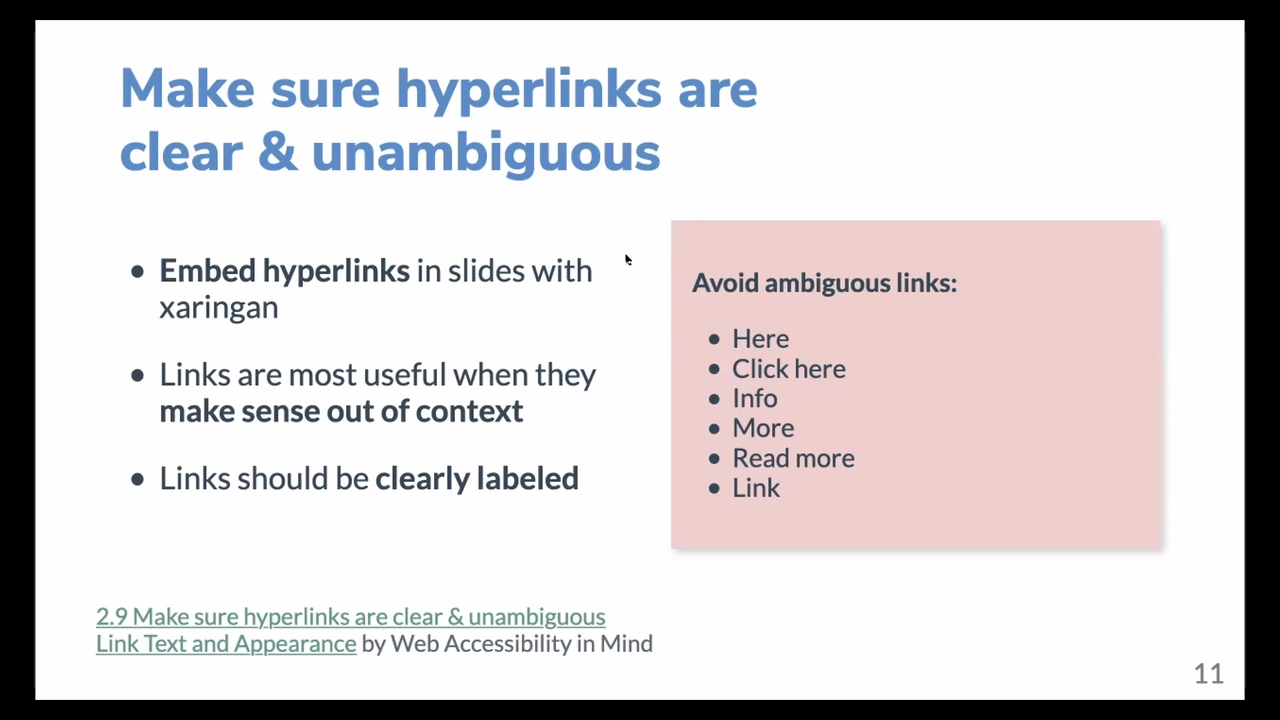 Make sure hyperlinks are
clear & unambiguous
• Embed hyperlinks in slides with
xaringan
• Links are most useful when they
make sense out of context
• Links should be clearly labeled
Avoid ambiguous links:
• Here
• Click here
• Info
• More
• Read more
• Link
2.9 Make sure hyperlinks are clear & unambiguous
Link Text and Appearance by Web Accessibility in Mind
11